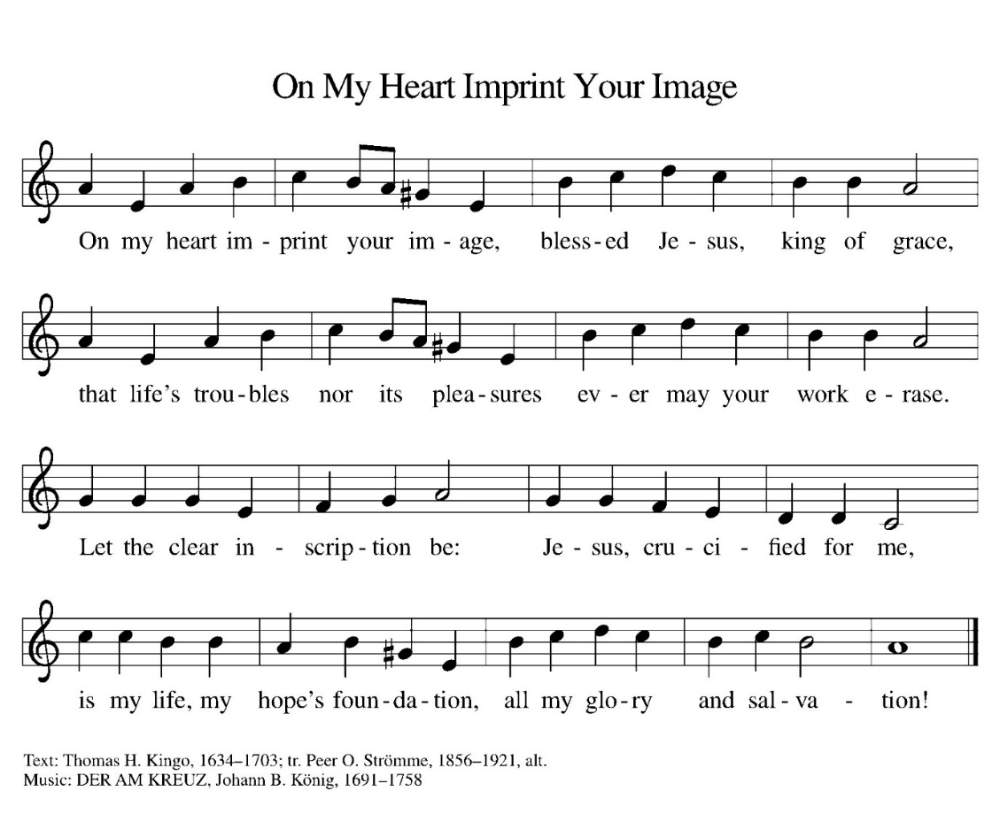 On My Heart Imprint Your Image
On my heart im - print your im - age, bless - ed Je - sus, king of grace,
that life's trou - bles nor its plea - sures ev - er may your work e - rase.
Let the clear in - scrip - tion be: Je - sus, cru - ci - fied for me,
is my life, my hope's foun - da - tion, all my glo - ry and sal - va - tion!
Text: Thomas H. Kingo, 1634–1703; tr. Peer O. Strömme, 1856–1921, alt.
Music: DER AM KREUZ, Johann B. König, 1691–1758